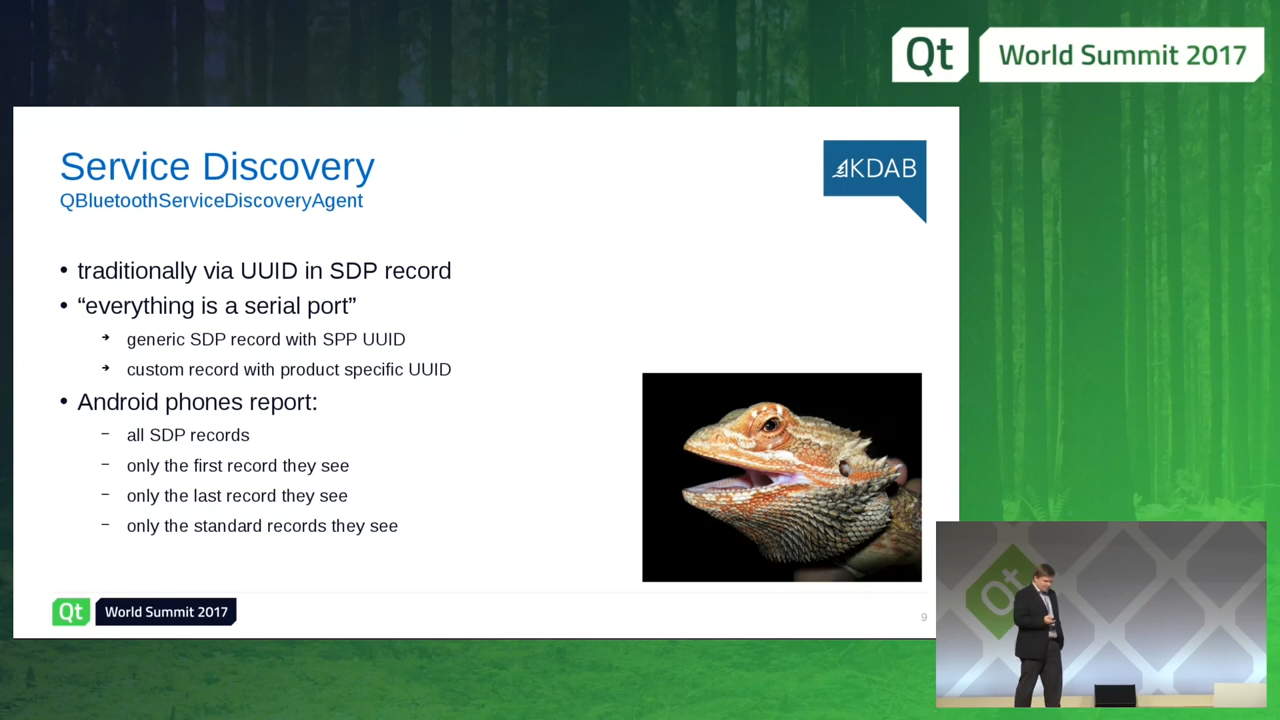 Qt World Summit 2017
Service Discovery
QBluetoothServiceDiscoveryAgent
KDAB
• traditionally via UUID in SDP record
• “everything is a serial port”
➔ generic SDP record with SPP UUID
➔ custom record with product specific UUID
• Android phones report:
– all SDP records
– only the first record they see
– only the last record they see
– only the standard records they see
Qt World Summit 2017
9
Qt